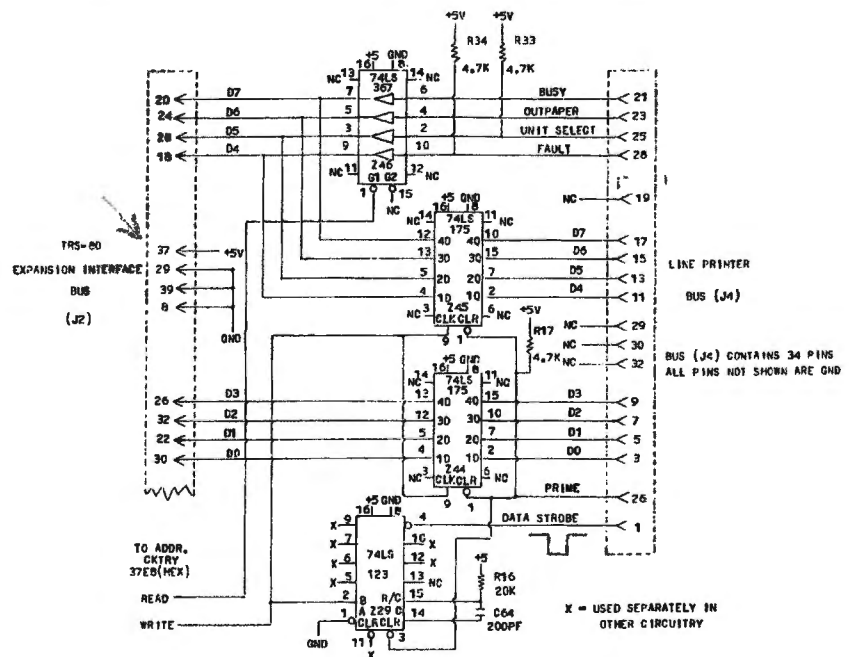 +5V
+5V
R34
R33
4.7K
4.7K
+5 GND
16 8
NC 13
14 NC
74LS
367
20 D7 7 6 BUSY 21
24 D6 5 4 OUTPAPER 23
D5 3 2 UNIT SELECT 25
18 D4 9 10 FAULT 28
NC 11
12 NC
Z46
G1 G2
1 15
NC
NC 19
+5 GND
16 8
NC 14
11 NC
74LS
175
12 4D 4Q 10 D7 17
13 3D 3Q 15 D6 15
5 2D 2Q 7 D5 13
4 1D 1Q 2 D4 11
NC 3
6 NC
Z45
CLK CLR
9 1
TRS-80
EXPANSION INTERFACE
BUS
(J2)
37 +5V
29
39
8
GND
LINE PRINTER
BUS (J4)
+5V
R17
4.7K
NC 29
NC 30
NC 32
BUS (J4) CONTAINS 34 PINS
ALL PINS NOT SHOWN ARE GND
+5 GND
16 8
NC 14
11 NC
74LS
175
26 D3 13 4D 4Q 15 D3 9
32 D2 12 3D 3Q 10 D2 7
22 D1 5 2D 2Q 7 D1 5
30 D0 4 1D 1Q 2 D0 3
NC 3
6 NC
Z44
CLK CLR
9 1
PRIME 26
+5 GND
16 8
X 9
4 DATA STROBE 1
X 7
10 X
X 6
12 X
X 5
13 NC
74LS
123
TO ADDR.
CKTRY
37E8(HEX)
READ
WRITE
2 B R/C 15
1 A Z29 C 14
CLR CLR
11 3
X
GND
+5
R16
20K
C64
200PF
X = USED SEPARATELY IN
OTHER CIRCUITRY